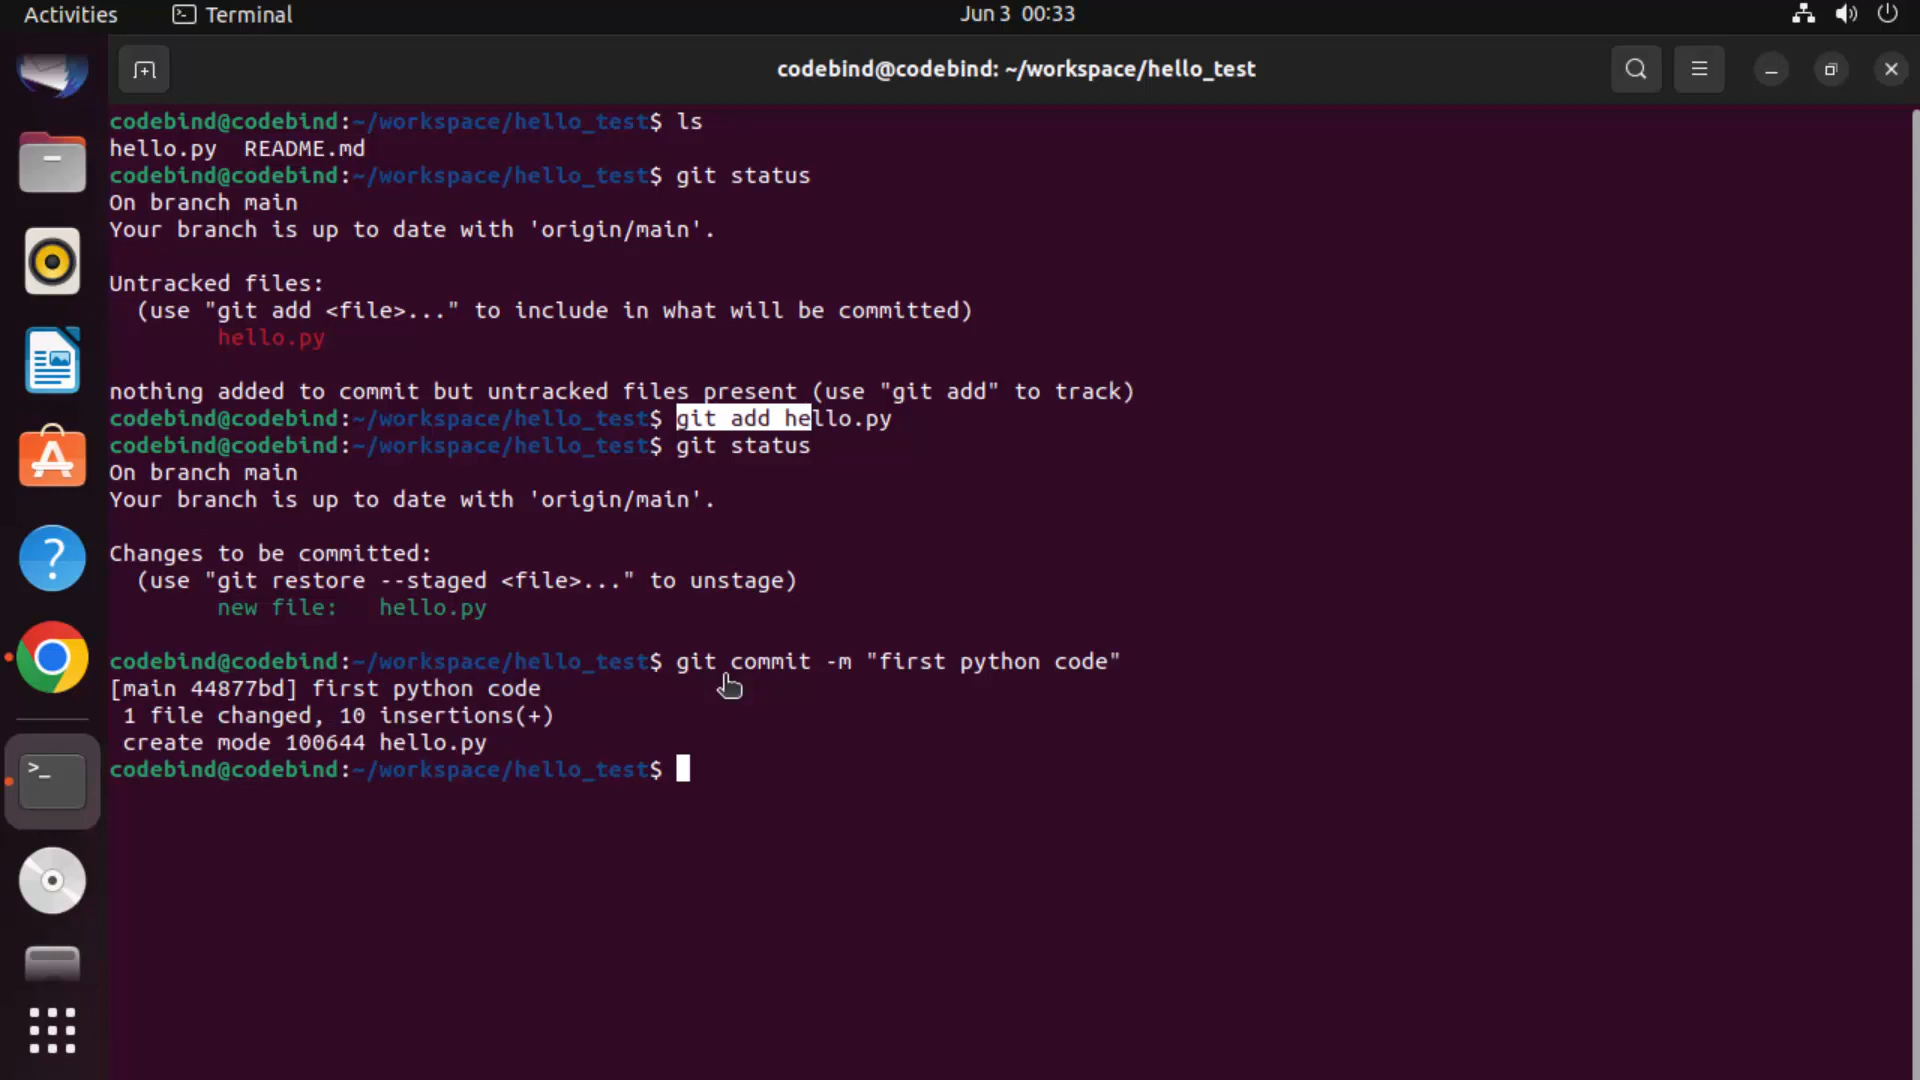 Activities Terminal Jun 3 00:33
codebind@codebind: ~/workspace/hello_test
codebind@codebind:~/workspace/hello_test$ ls
hello.py README.md
codebind@codebind:~/workspace/hello_test$ git status
On branch main
Your branch is up to date with 'origin/main'.
Untracked files:
(use "git add <file>..." to include in what will be committed)
hello.py
nothing added to commit but untracked files present (use "git add" to track)
codebind@codebind:~/workspace/hello_test$ git add hello.py
codebind@codebind:~/workspace/hello_test$ git status
On branch main
Your branch is up to date with 'origin/main'.
Changes to be committed:
(use "git restore --staged <file>..." to unstage)
new file: hello.py
codebind@codebind:~/workspace/hello_test$ git commit -m "first python code"
[main 44877bd] first python code
1 file changed, 10 insertions(+)
create mode 100644 hello.py
codebind@codebind:~/workspace/hello_test$